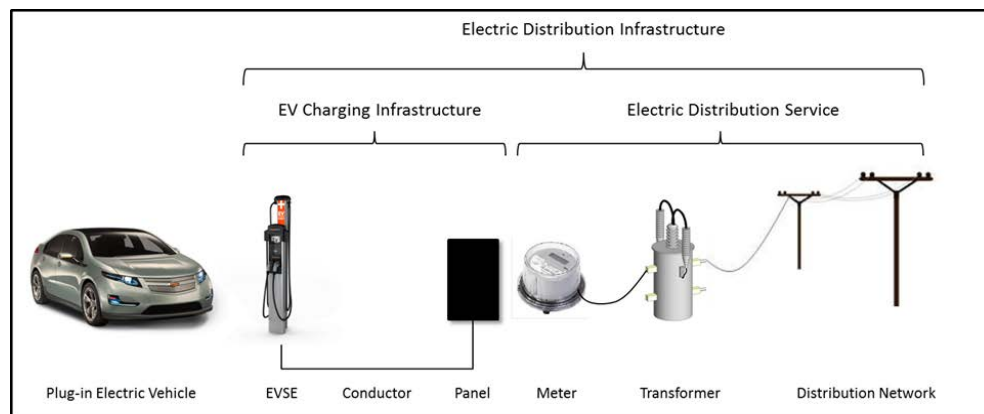 Electric Distribution Infrastructure
EV Charging Infrastructure
Electric Distribution Service
Plug-in Electric Vehicle
EVSE
Conductor
Panel
Meter
Transformer
Distribution Network